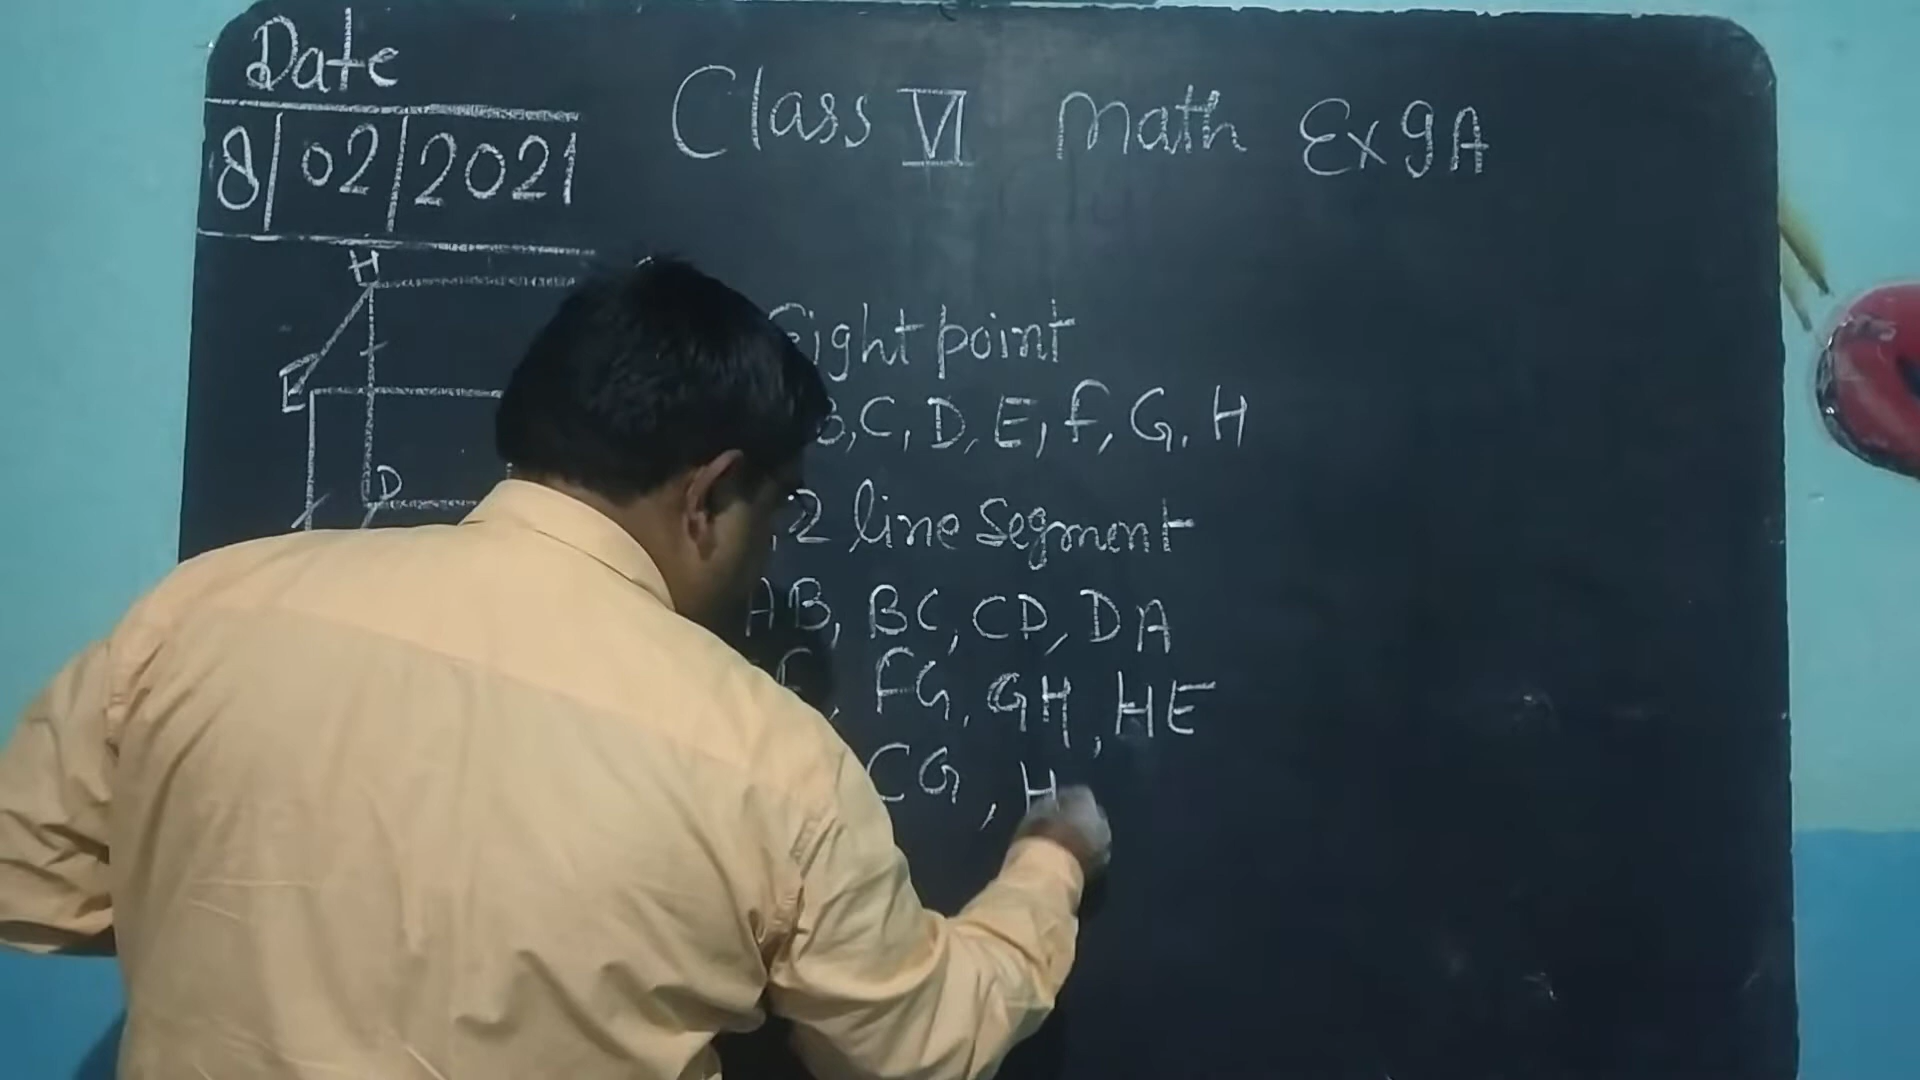 Date
8/02/2021
Class VI Math Ex 9A
H
E
D
Eight point
B, C, D, E, F, G, H
12 line segment
AB, BC, CD, DA
FG, GH, HE
CG, H